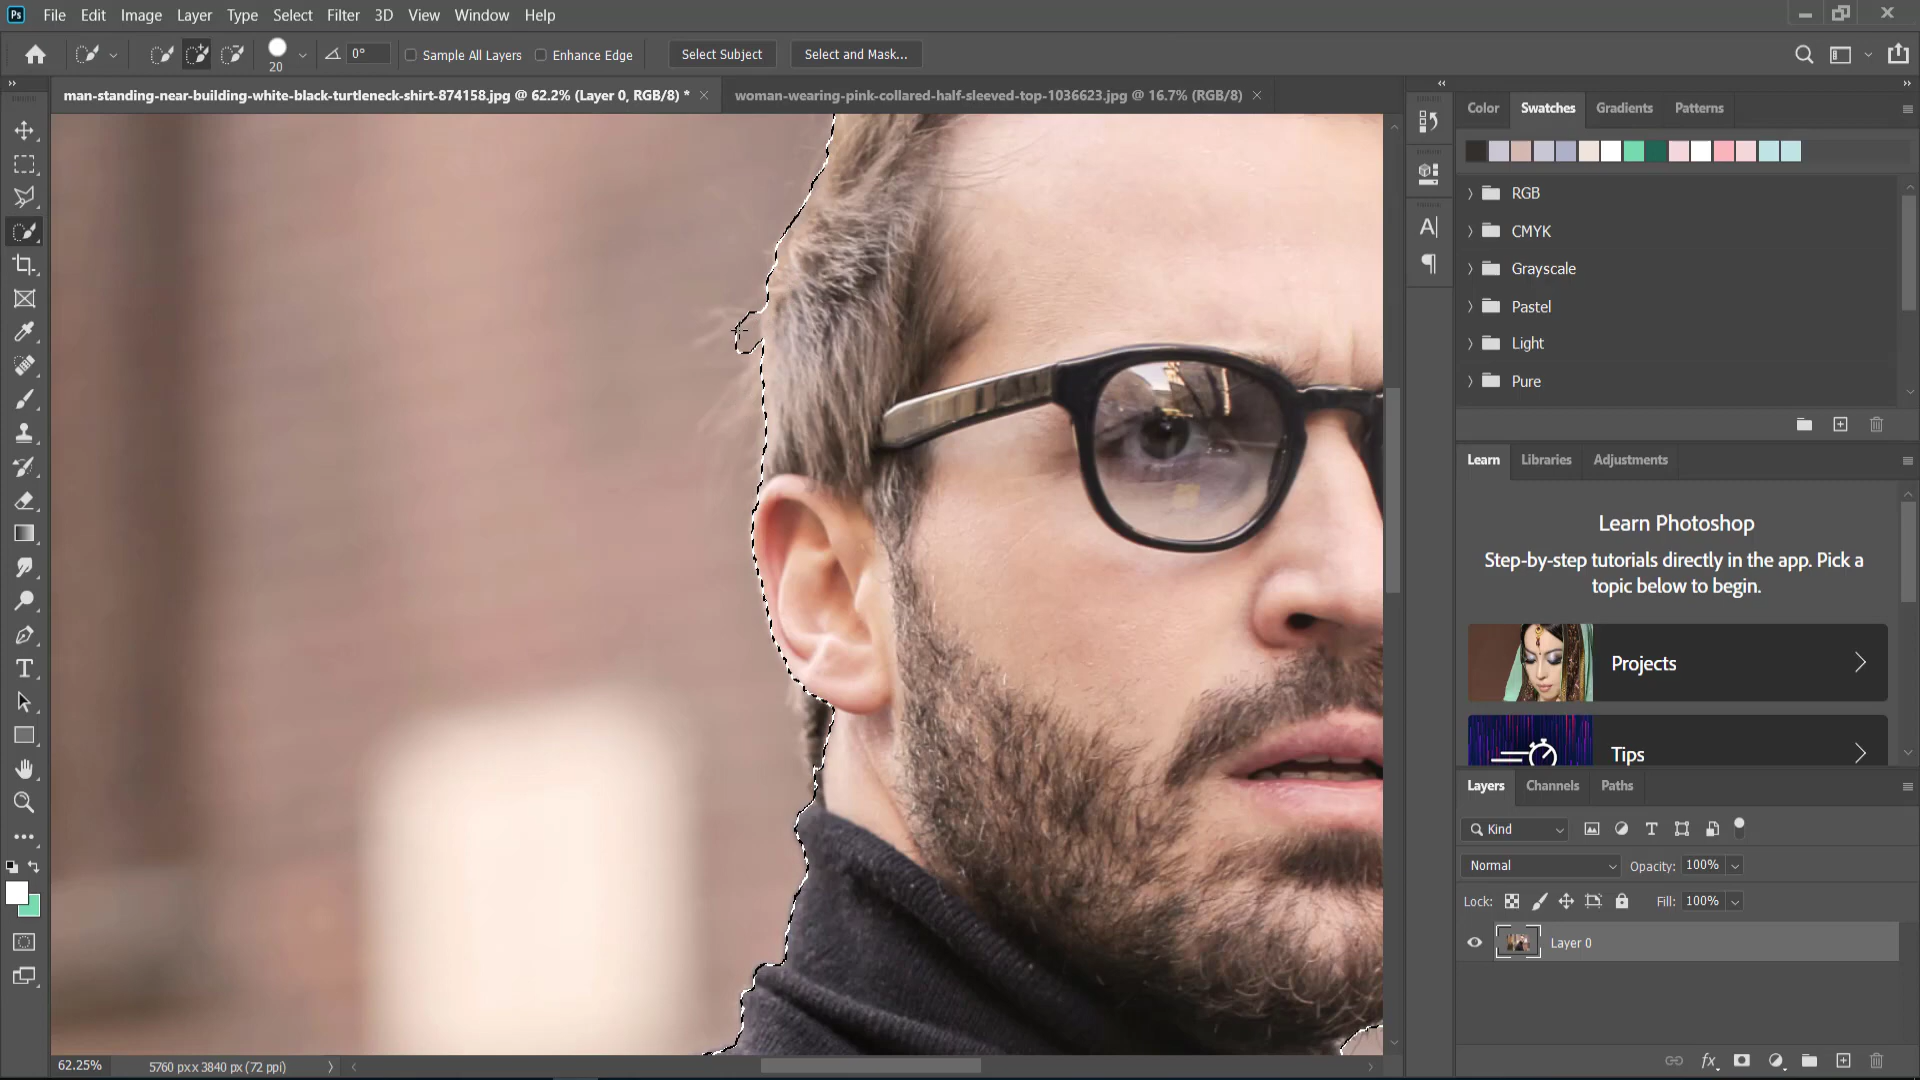 Ps File Edit Image Layer Type Select Filter 3D View Window Help
20 0° Sample All Layers Enhance Edge Select Subject Select and Mask...
man-standing-near-building-white-black-turtleneck-shirt-874158.jpg @ 62.2% (Layer 0, RGB/8) * woman-wearing-pink-collared-half-sleeved-top-1036623.jpg @ 16.7% (RGB/8)
Color Swatches Gradients Patterns
RGB
CMYK
Grayscale
Pastel
Light
Pure
Learn Libraries Adjustments
Learn Photoshop
Step-by-step tutorials directly in the app. Pick a
topic below to begin.
Projects
Tips
Layers Channels Paths
Kind
Normal Opacity: 100%
Lock: Fill: 100%
Layer 0
62.25% 5760 px x 3840 px (72 ppi)